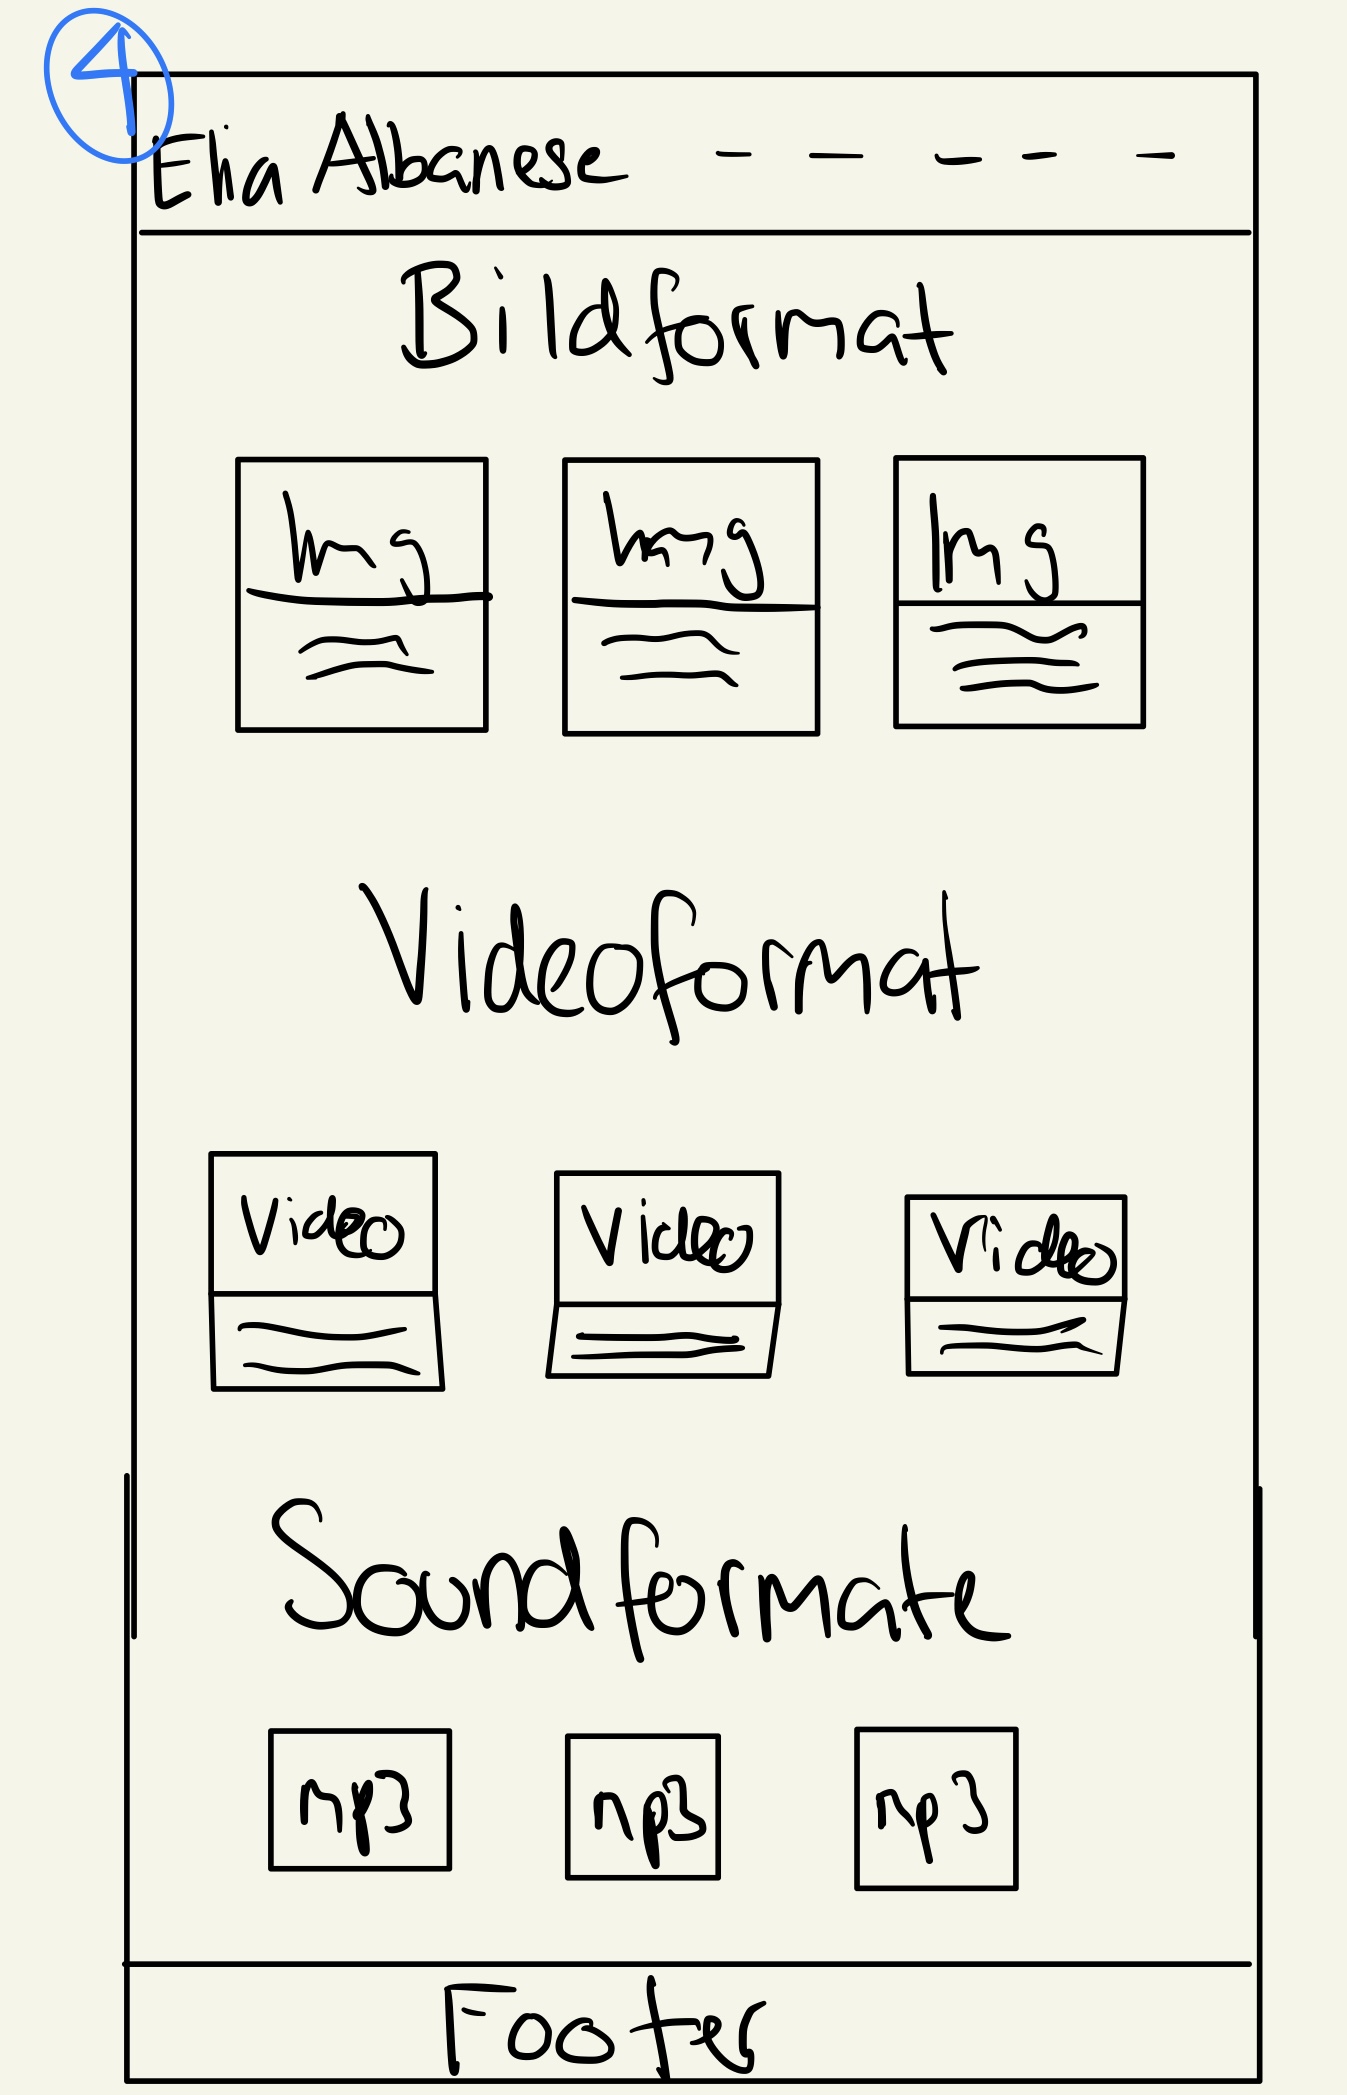 4
Elia Albanese
Bildformat
Img Img Img
Videoformat
Video Video Video
Soundformate
mp3 mp3 mp3
Footer